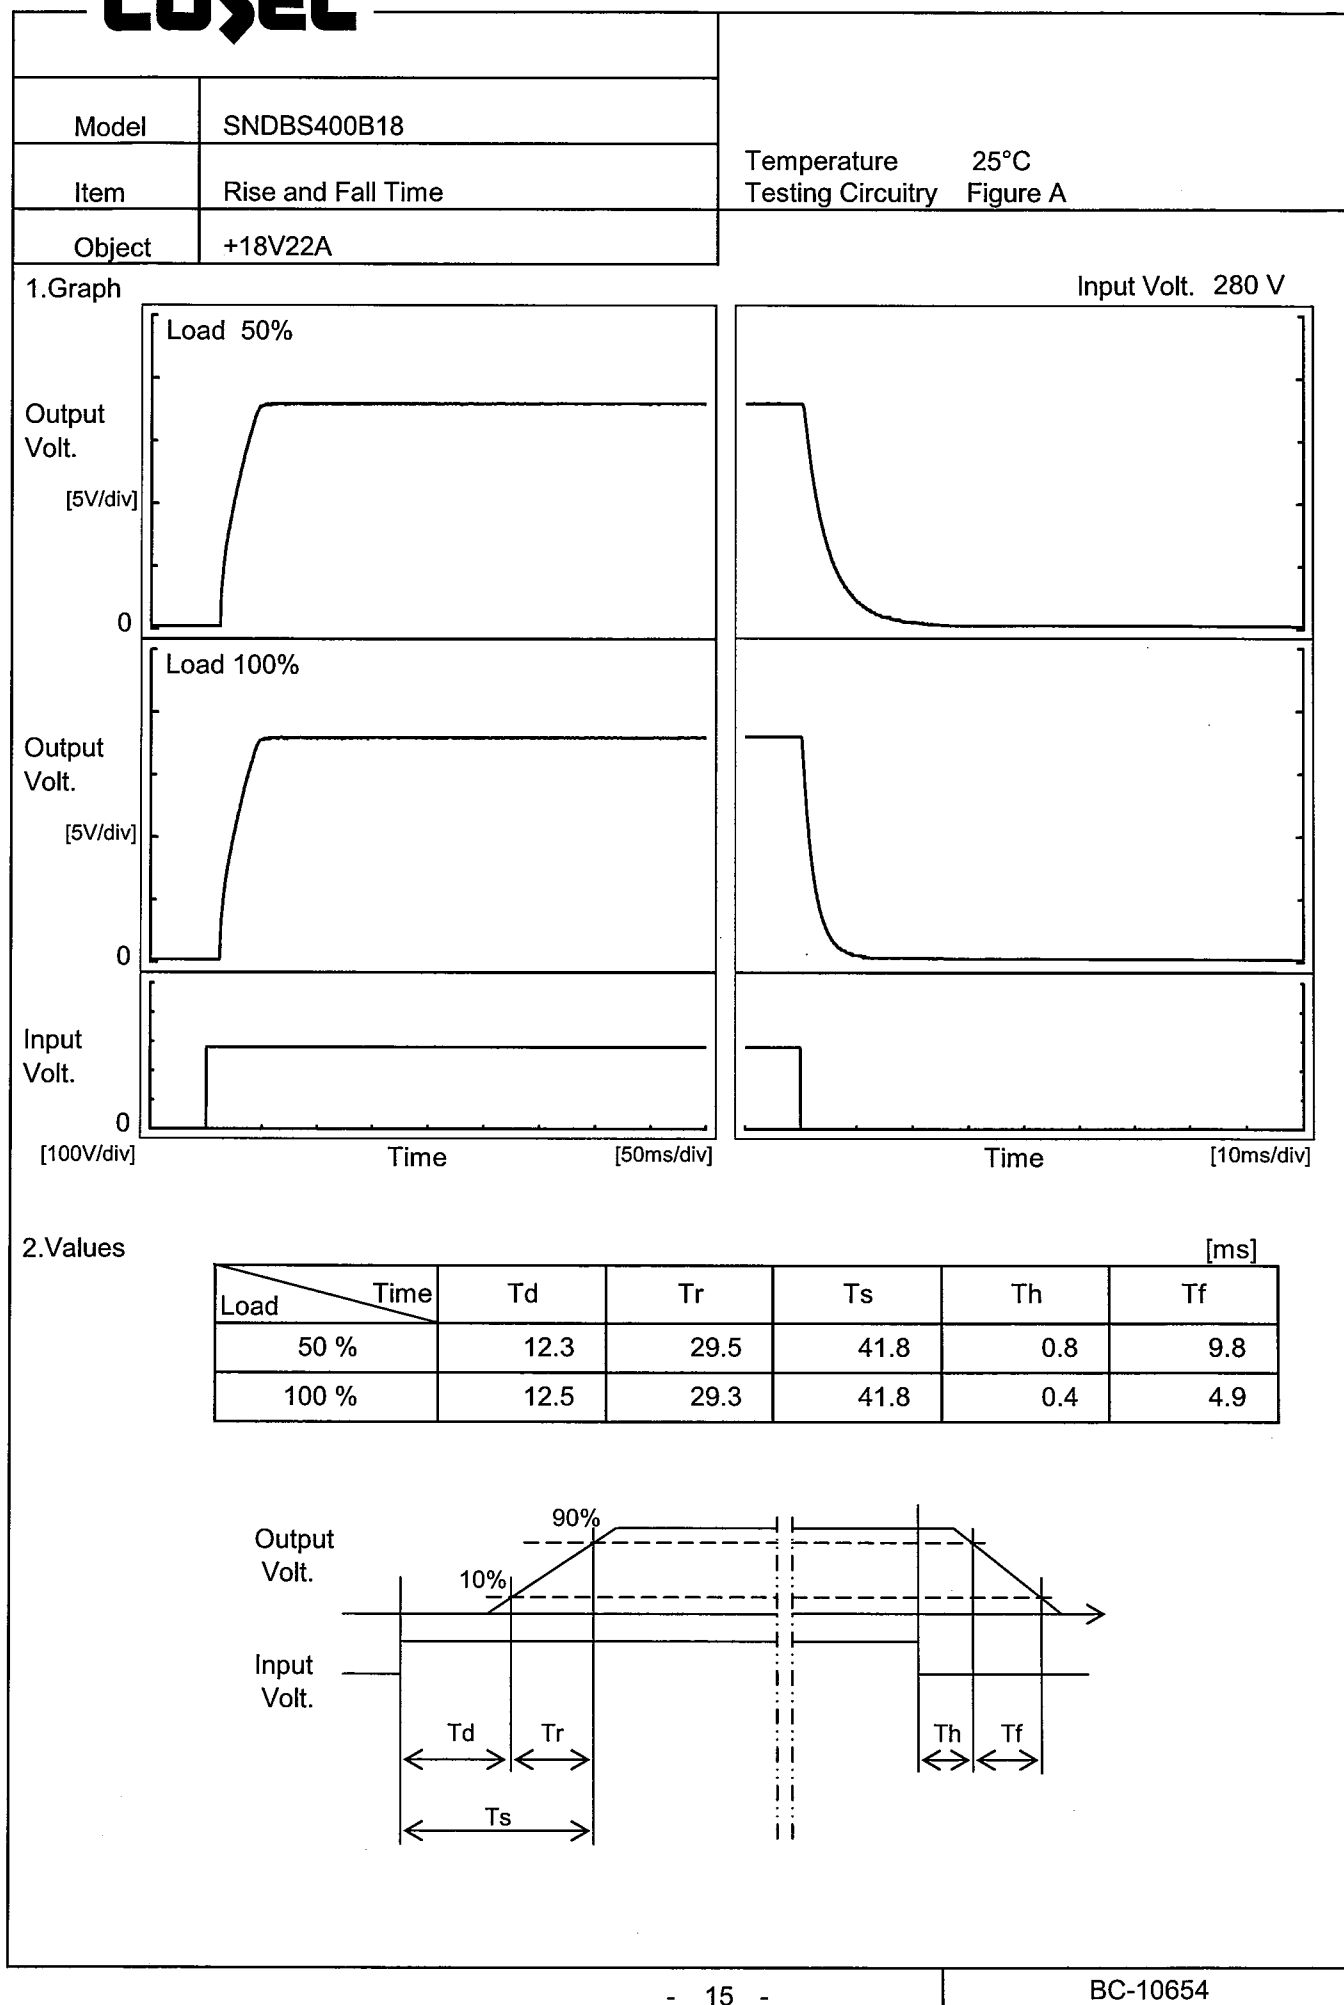 COSEL
Model SNDBS400B18
Item Rise and Fall Time
Temperature 25°C
Testing Circuitry Figure A
Object +18V22A
1.Graph
Input Volt. 280 V
Load 50%
Output
Volt.
[5V/div]
0
Load 100%
Output
Volt.
[5V/div]
0
Input
Volt.
0
[100V/div] Time [50ms/div] Time [10ms/div]
2.Values
[ms]
Time
Load
Td Tr Ts Th Tf
50 % 12.3 29.5 41.8 0.8 9.8
100 % 12.5 29.3 41.8 0.4 4.9
90%
Output
Volt.
10%
Input
Volt.
Td Tr Th Tf
Ts
- 15 -
BC-10654